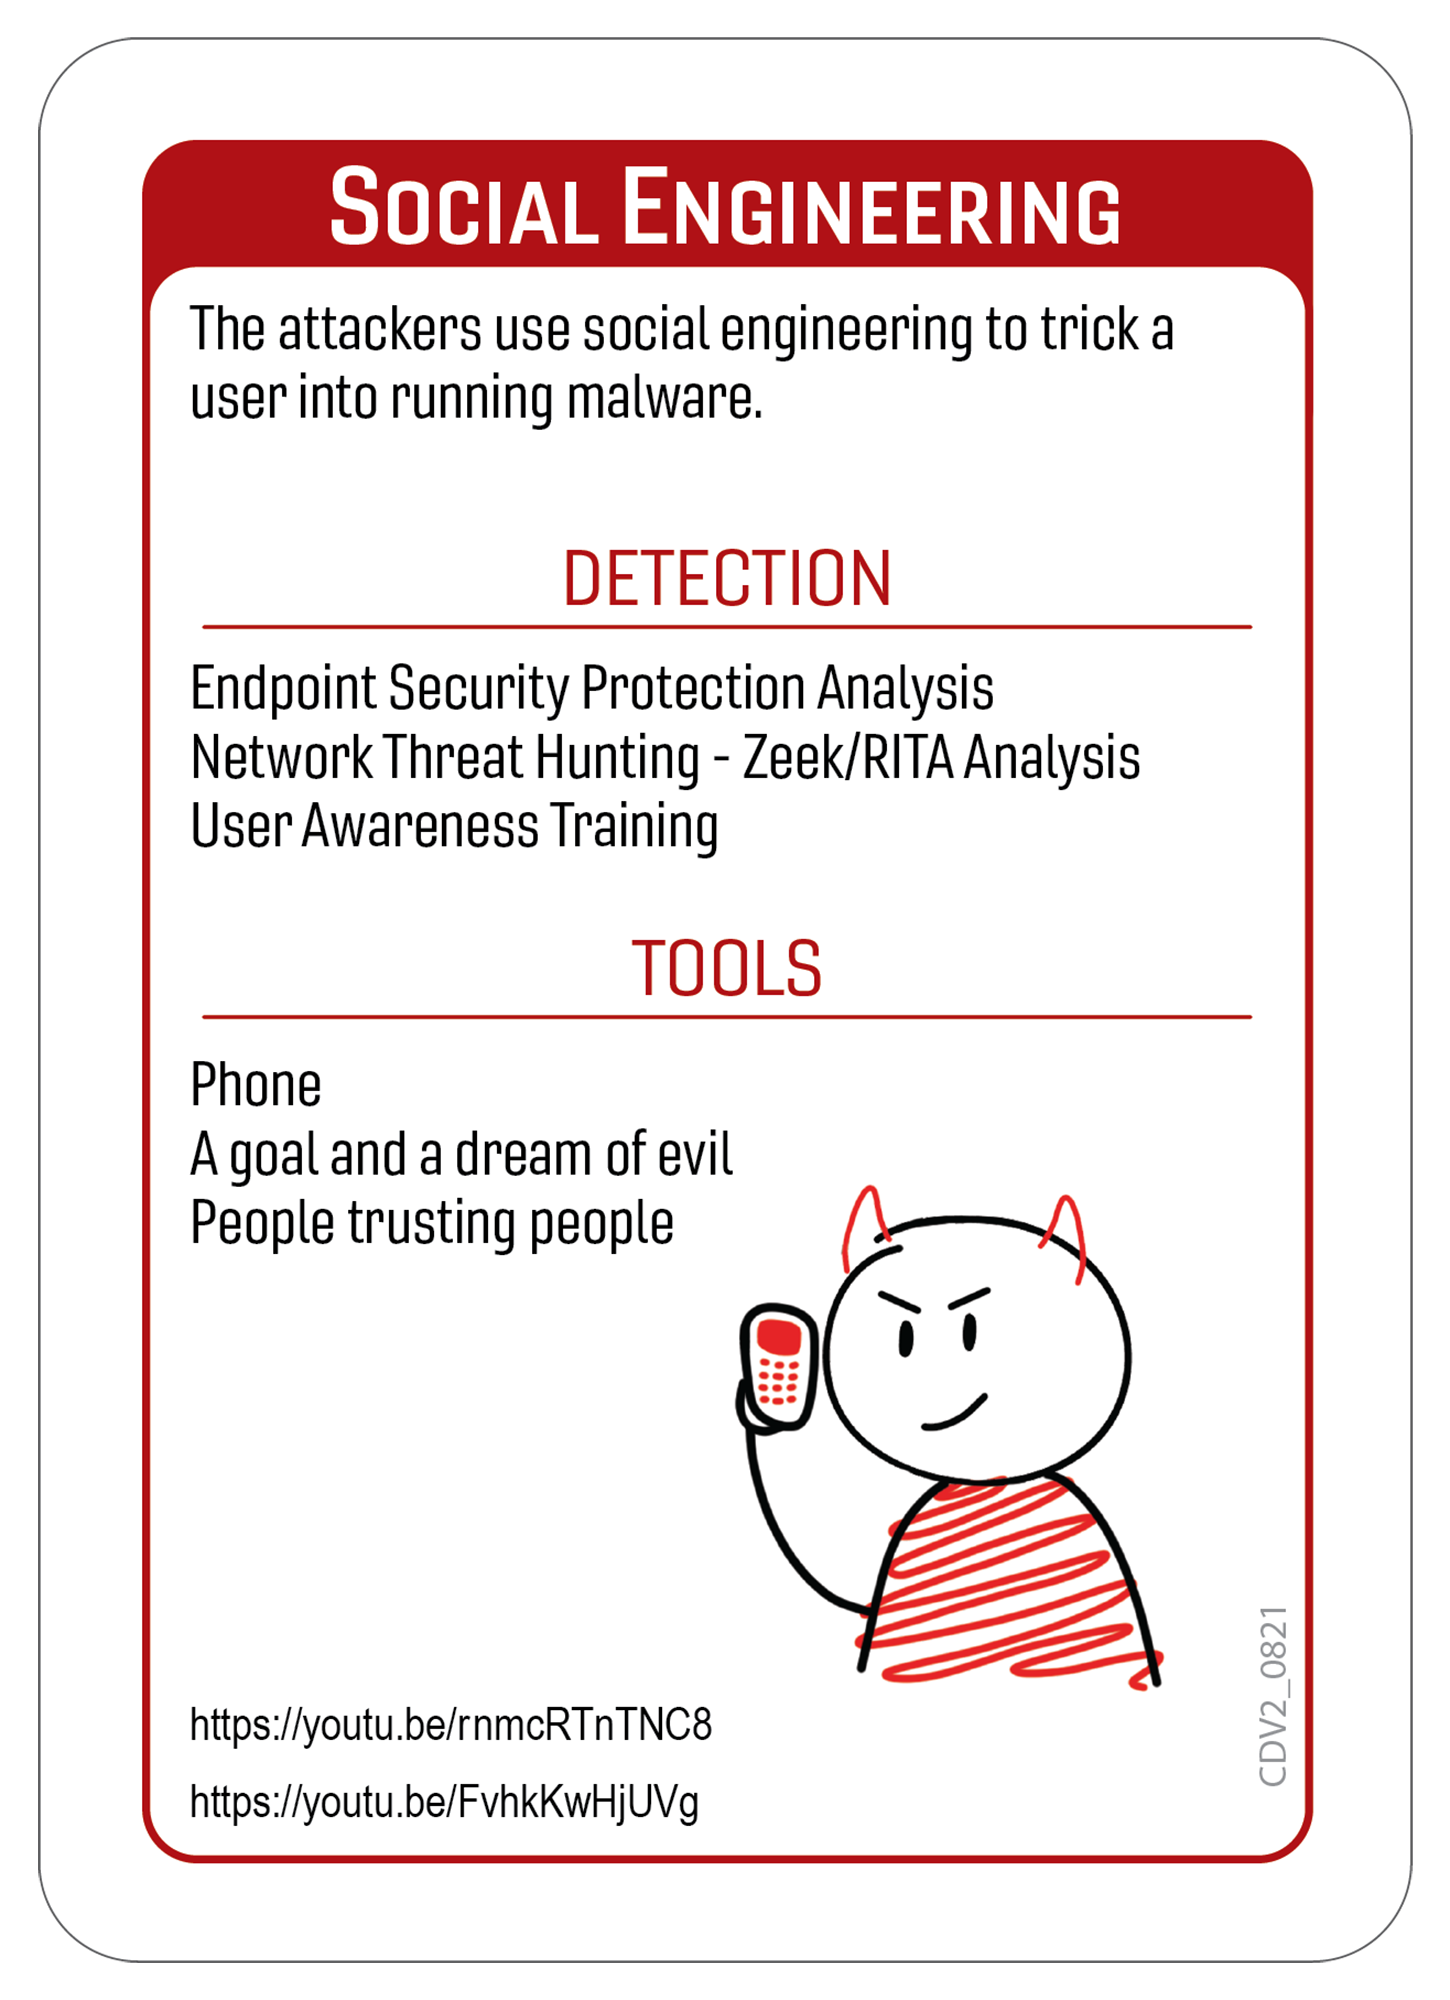 SOCIAL ENGINEERING
The attackers use social engineering to trick a
user into running malware.
DETECTION
Endpoint Security Protection Analysis
Network Threat Hunting - Zeek/RITA Analysis
User Awareness Training
TOOLS
Phone
A goal and a dream of evil
People trusting people
https://youtu.be/rnmcRTnTNC8
https://youtu.be/FvhkKwHjUVg
CDV2_0821